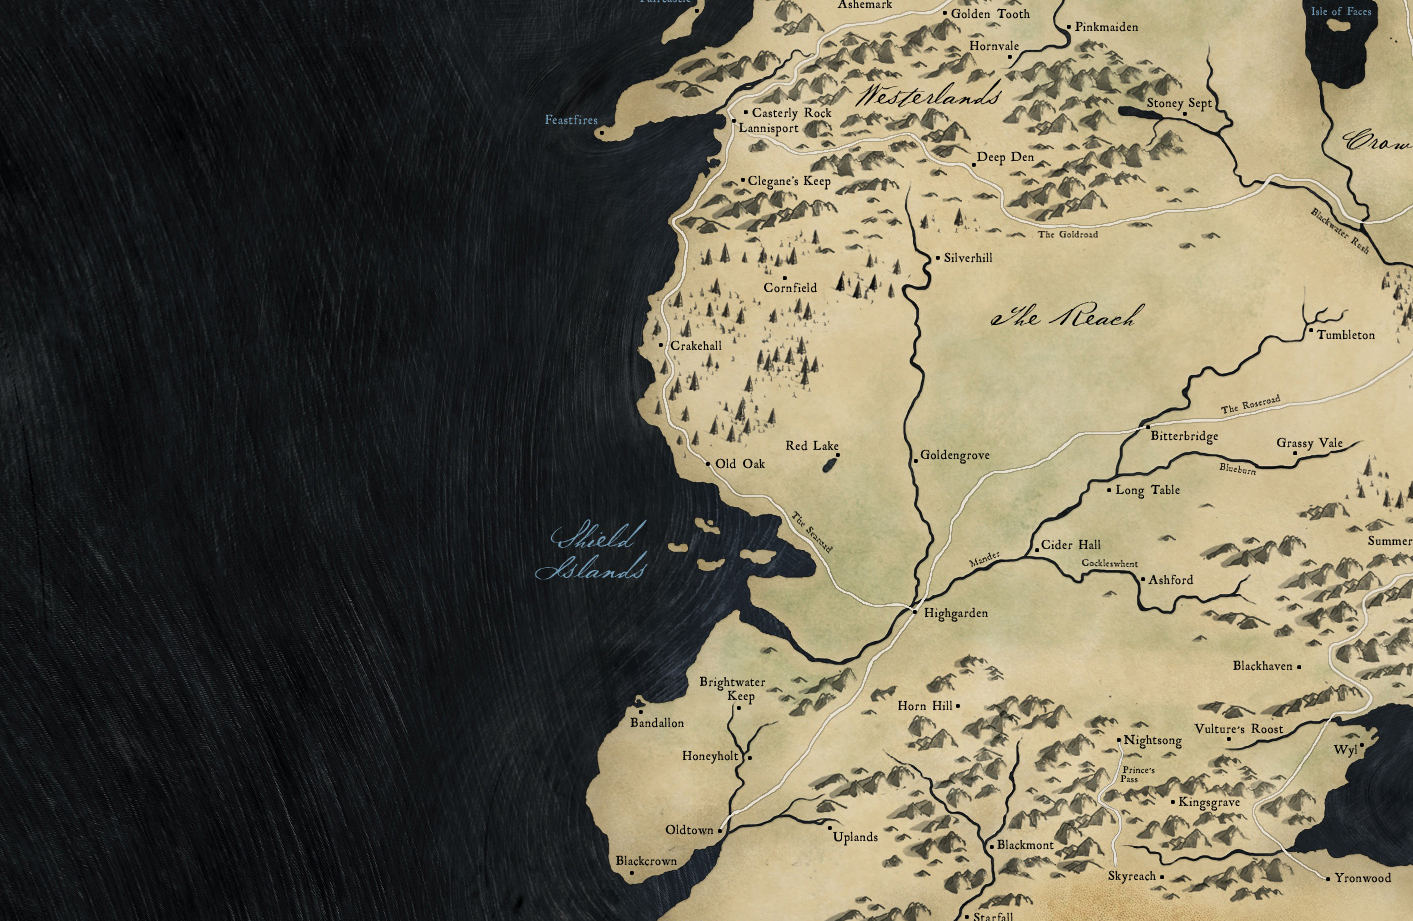 Faircastle
Ashemark
Golden Tooth
Isle of Faces
Pinkmaiden
Hornvale
Westerlands
Stoney Sept
Feastfires
Casterly Rock
Lannisport
Deep Den
Clegane's Keep
Blackwater Rush
The Goldroad
Silverhill
Cornfield
The Reach
Tumbleton
Crakehall
The Roseroad
Bitterbridge
Grassy Vale
Red Lake
Goldengrove
Old Oak
Blueburn
Long Table
The Searoad
Shield
Islands
Summer
Cider Hall
Mander
Cockleswhent
Ashford
Highgarden
Blackhaven
Brightwater
Keep
Horn Hill
Bandallon
Vulture's Roost
Nightsong
Wyl
Honeyholt
Prince's
Pass
Kingsgrave
Oldtown
Uplands
Blackmont
Blackcrown
Skyreach
Yronwood
Starfall